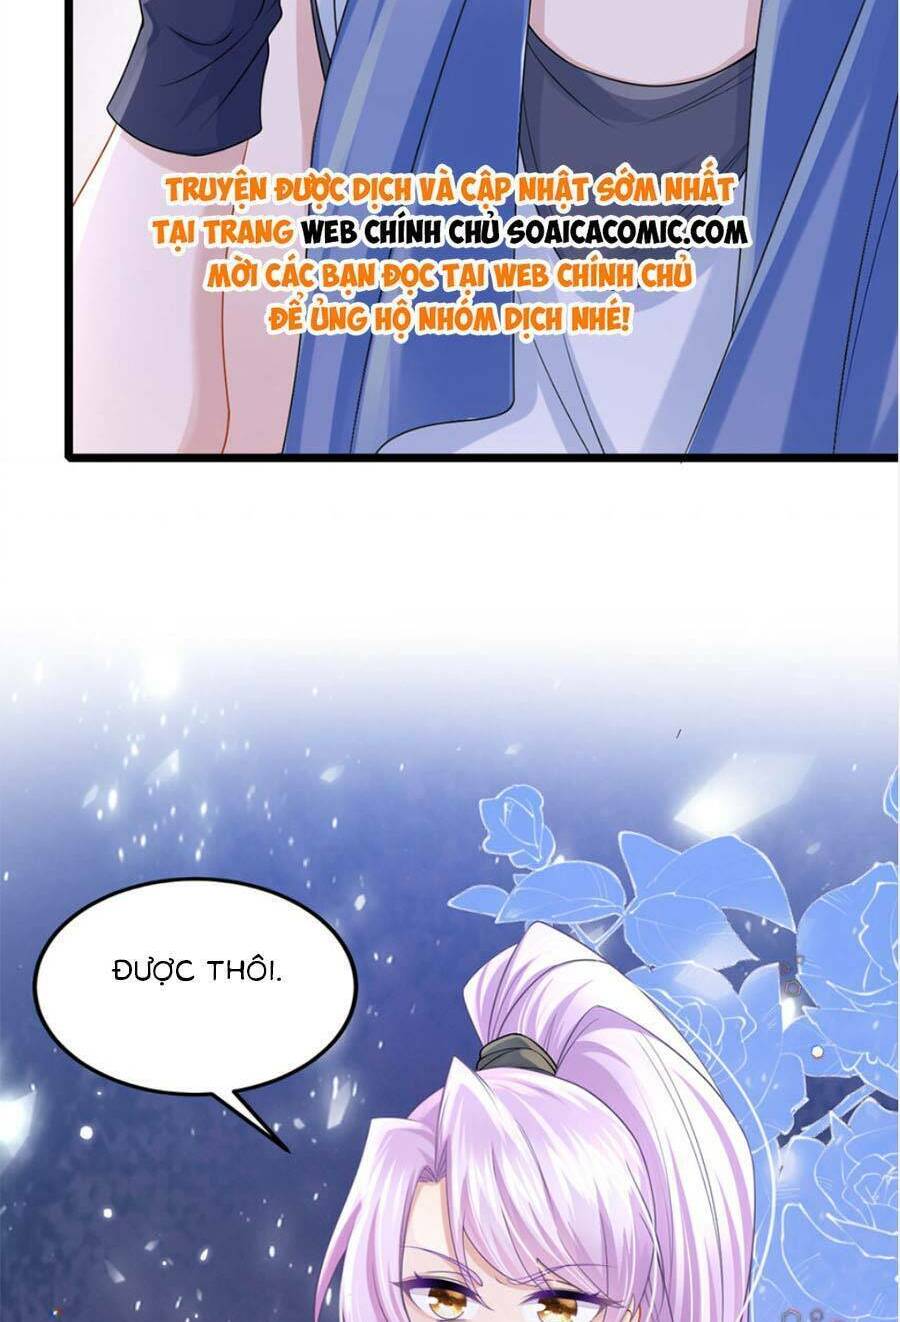 TRUYỆN ĐƯỢC DỊCH VÀ CẬP NHẬT SỚM NHẤT
TẠI TRANG WEB CHÍNH CHỦ SOAICACOMIC.COM
MỜI CÁC BẠN ĐỌC TẠI WEB CHÍNH CHỦ
ĐỂ ỦNG HỘ NHÓM DỊCH NHÉ!
ĐƯỢC THÔI.